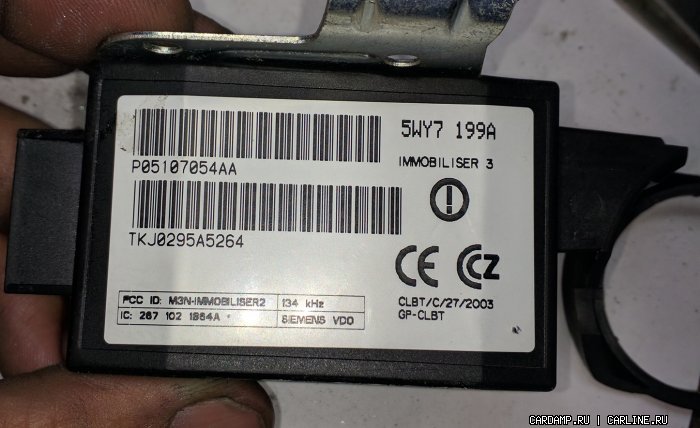 5WY7 199A
P05107054AA
IMMOBILISER 3
TKJ0295A5264
CE CZ
CLBT/C/27/2003
GP-CLBT
FCC ID: M3N-IMMOBILISER2 134 kHz
IC: 267 102 1954A * SIEMENS VDO
CARDAMP.RU | CARLINE.RU